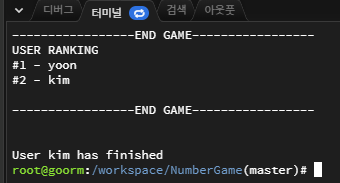 디버그 터미널 검색 아웃풋
-----------------END GAME-----------------
USER RANKING
#1 - yoon
#2 - kim
-----------------END GAME-----------------
User kim has finished
root@goorm:/workspace/NumberGame(master)#